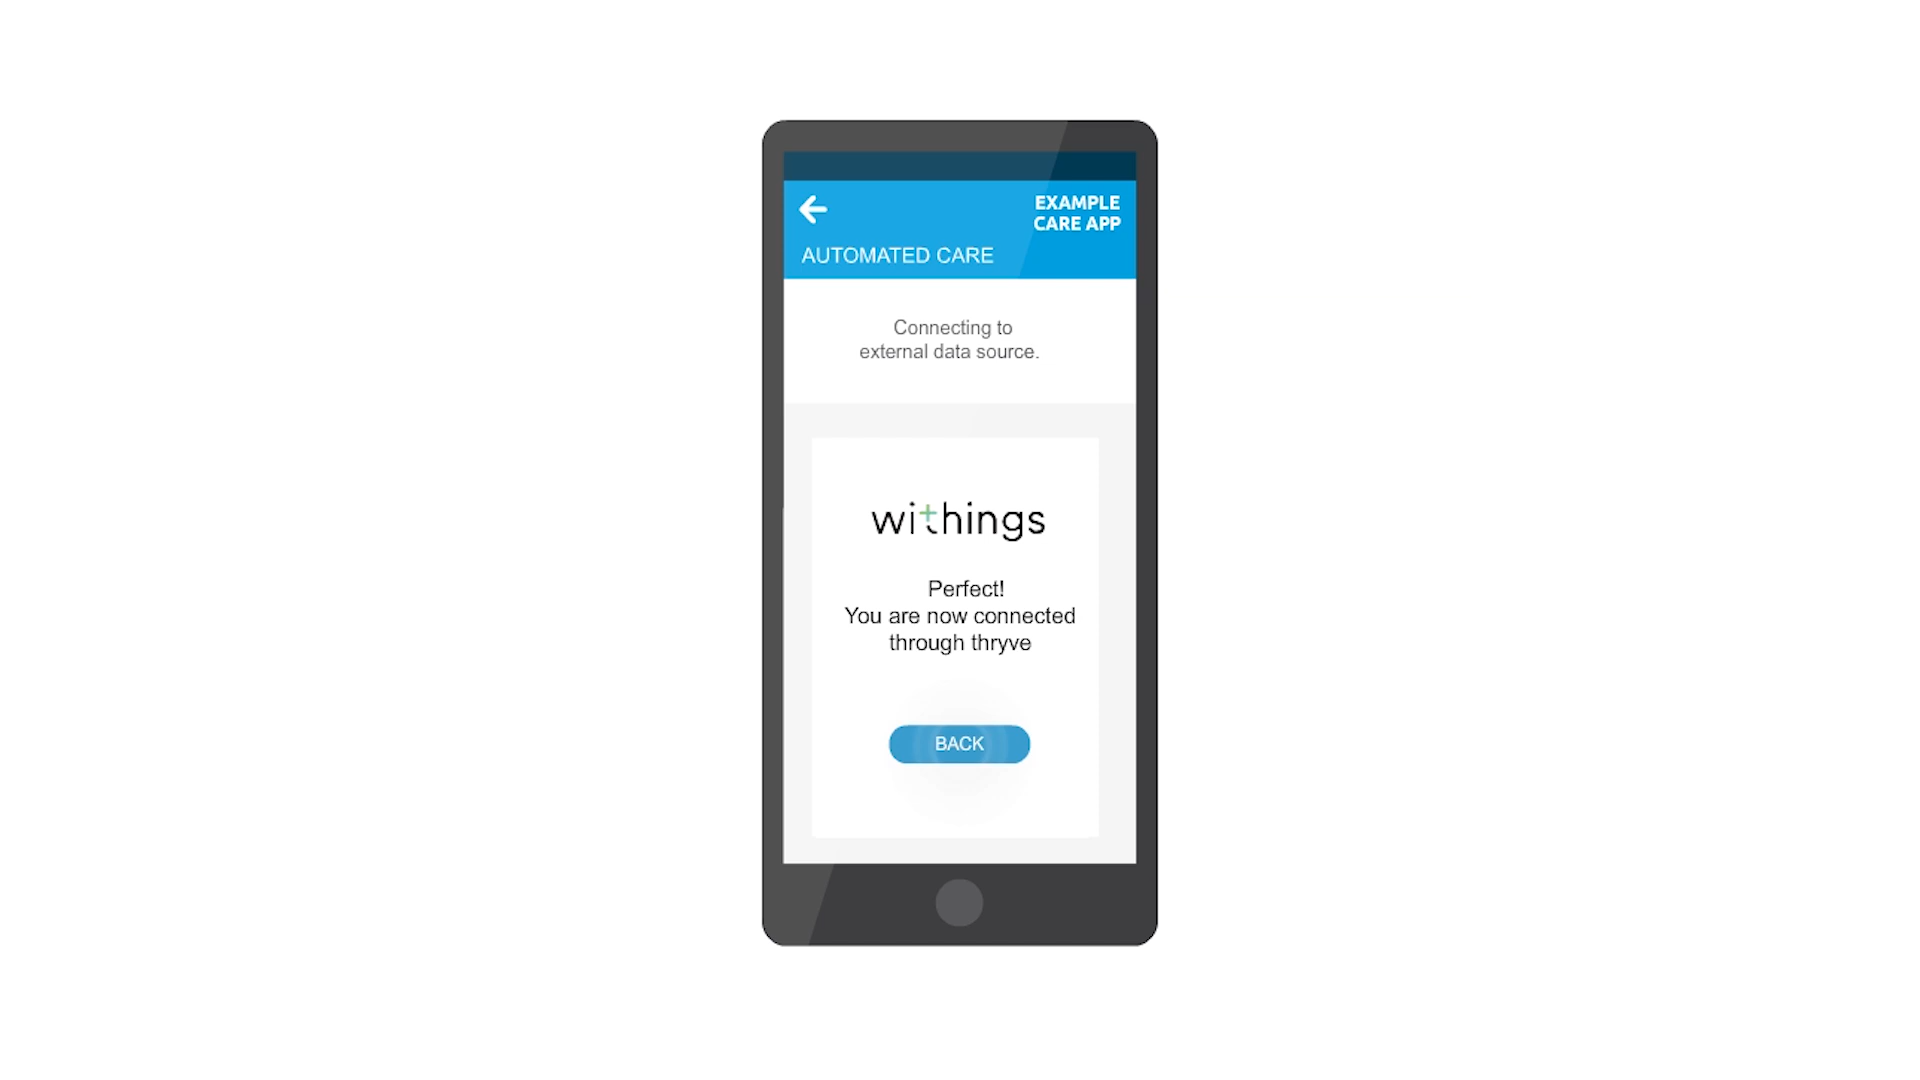 EXAMPLE
CARE APP
AUTOMATED CARE
Connecting to
external data source.
withings
Perfect!
You are now connected
through thryve
BACK